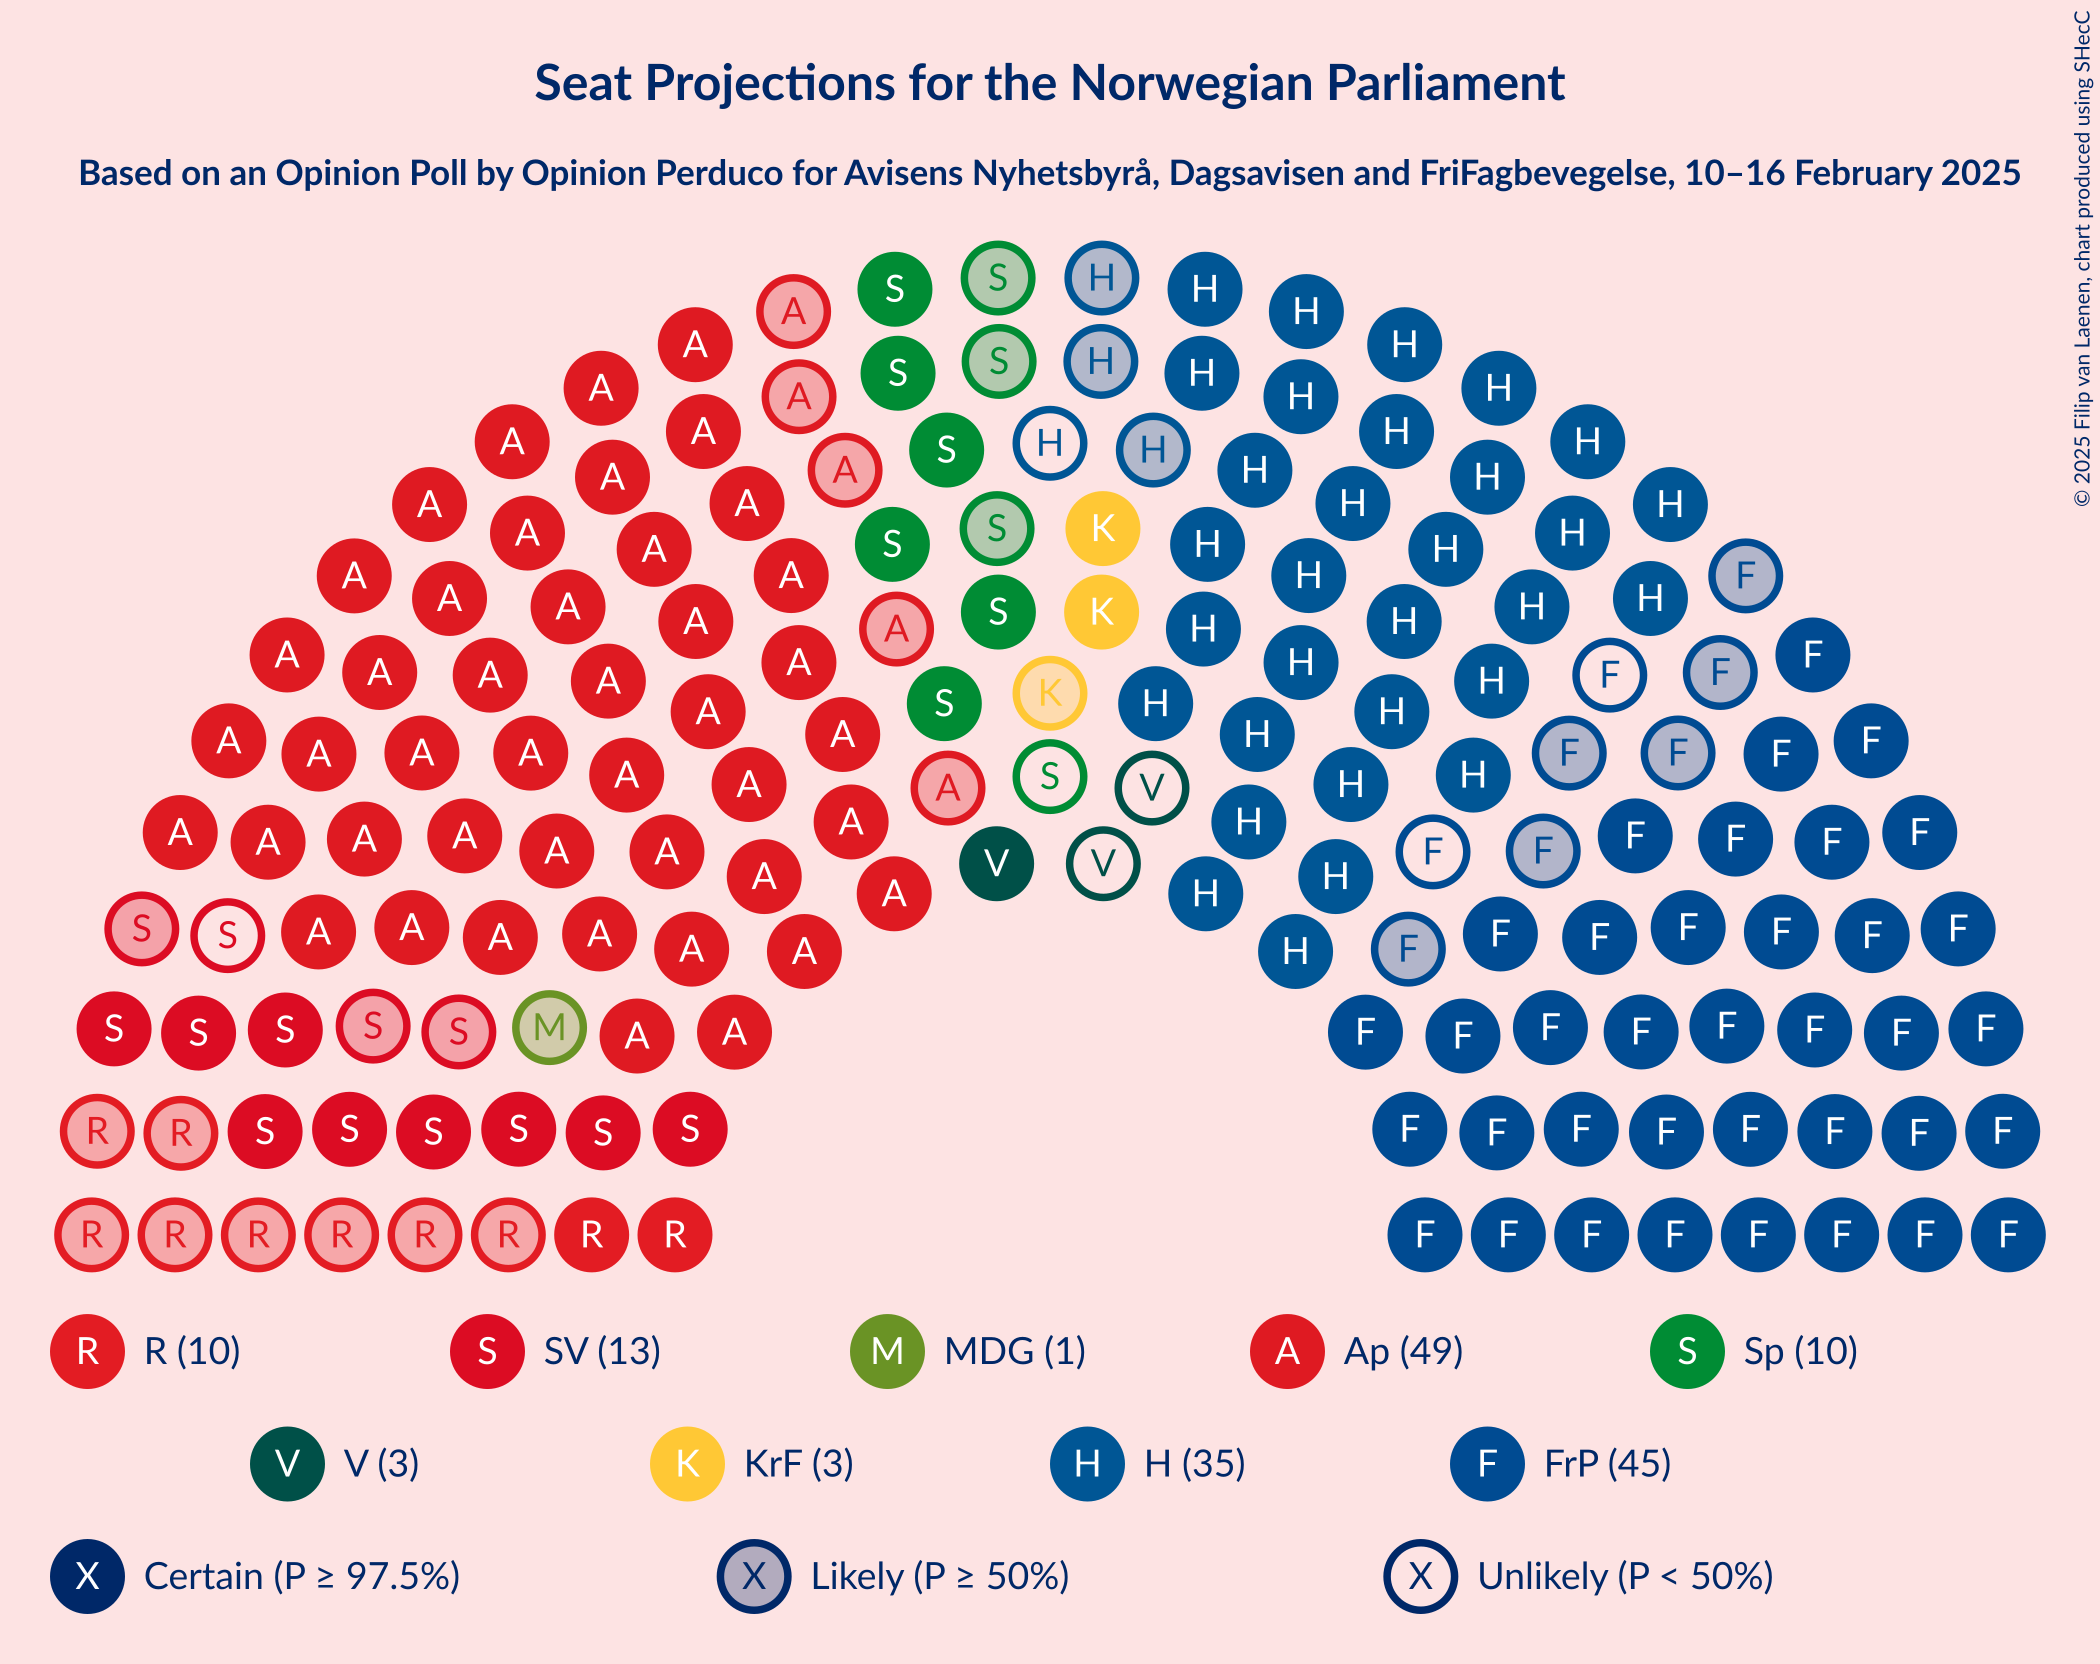 Seat Projections for the Norwegian Parliament
Based on an Opinion Poll by Opinion Perduco for Avisens Nyhetsbyrå, Dagsavisen and FriFagbevegelse, 10–16 February 2025
© 2025 Filip van Laenen, chart produced using SHecC
S S H H
A H
A H
S S H H
A H
A H
A A H H
S H H
A H
A A H H
A H H
A S K H
A A H H
A A H H
A A H H F
A S K H
A A A H H H
A A H H
A A A S K H H H F F F
A A A H H H
A A A A A S V H H H F F F F
A A A A A A V V H H F F F F F F
A A A H H
S S A A A A A A H F F F F F F F
S S S S S M A A F F F F F F F F
R R S S S S S S F F F F F F F F
R R R R R R R R F F F F F F F F
R R (10) S SV (13) M MDG (1) A Ap (49) S Sp (10)
V V (3) K KrF (3) H H (35) F FrP (45)
X Certain (P ≥ 97.5%) X Likely (P ≥ 50%) X Unlikely (P < 50%)